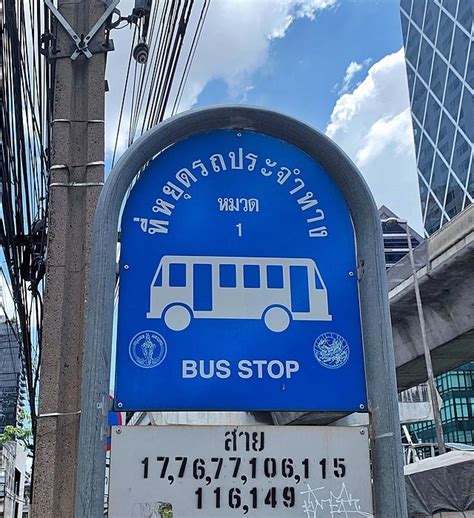 ที่หยุดรถประจำทาง
หมวด
1
BUS STOP
สาย
17,76,77,106,115
116,149